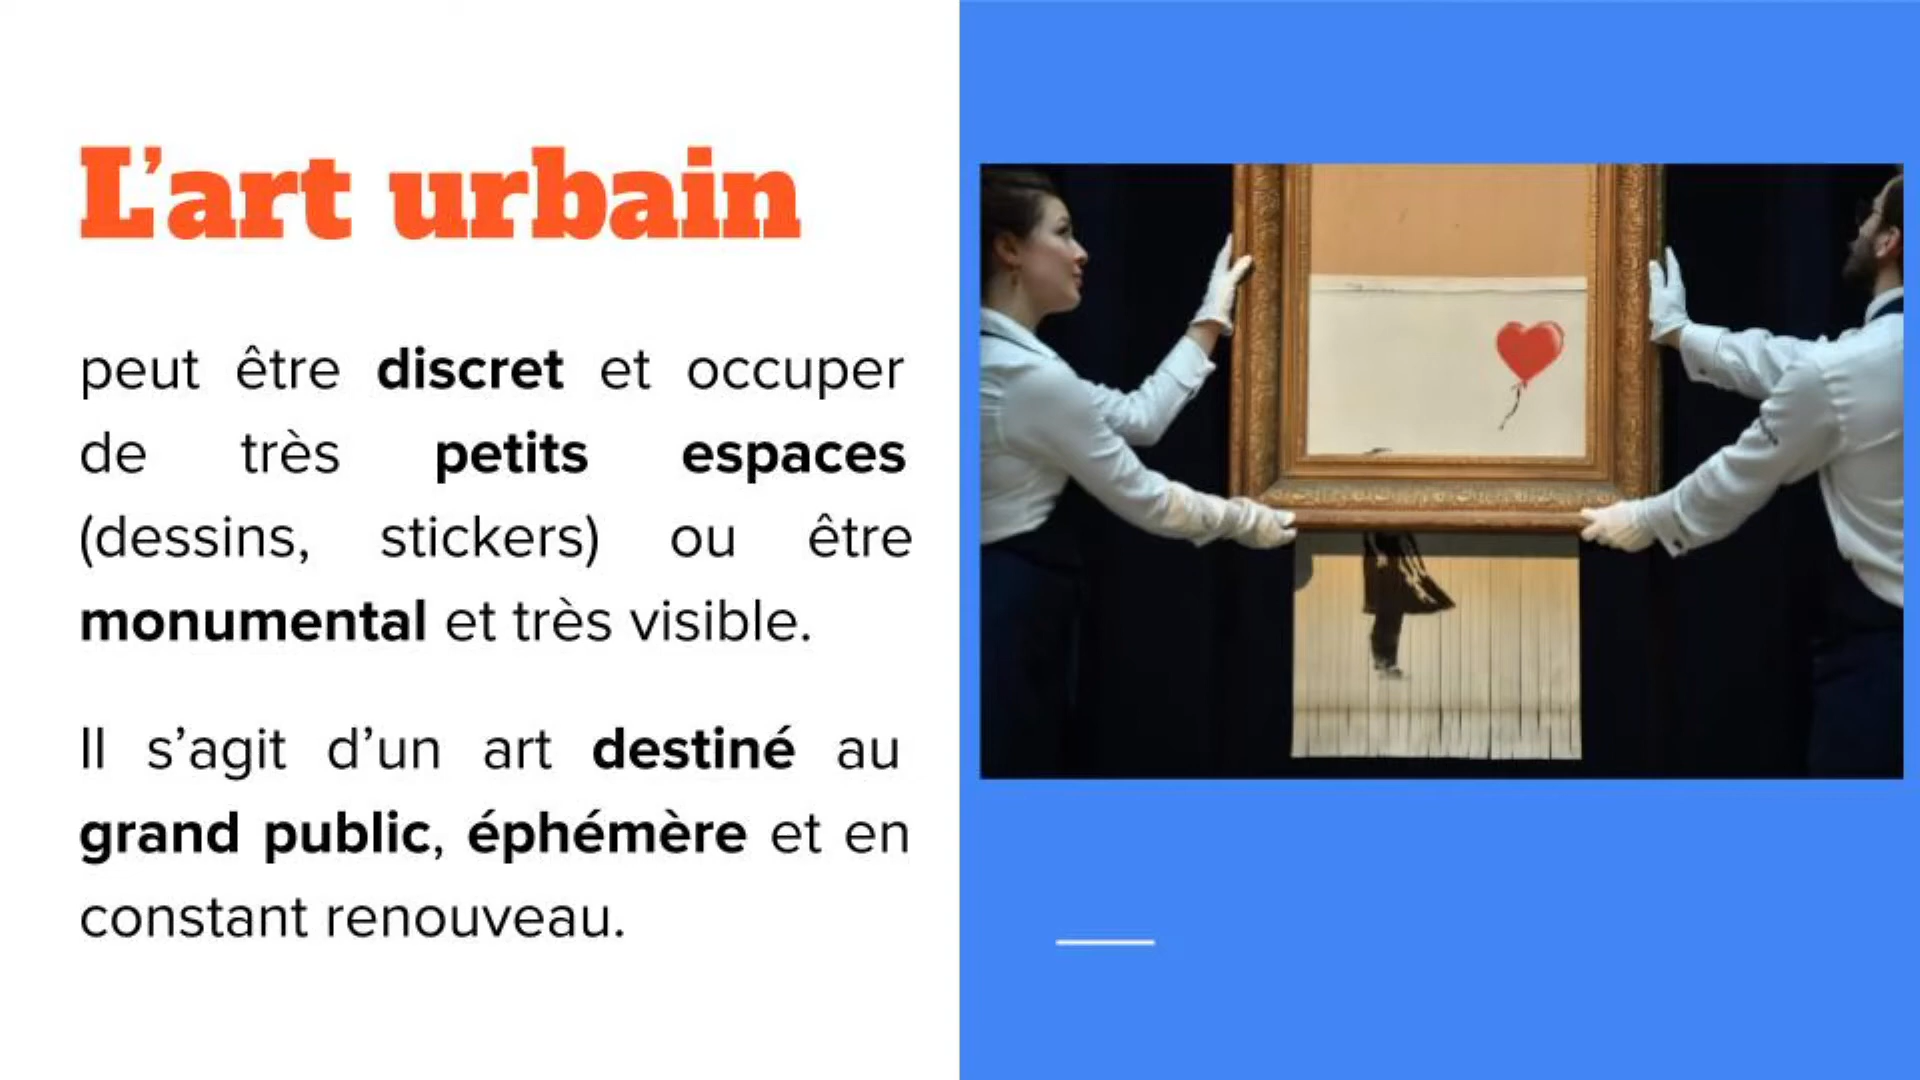 L’art urbain
peut être discret et occuper
de très petits espaces
(dessins, stickers) ou être
monumental et très visible.
Il s’agit d’un art destiné au
grand public, éphémère et en
constant renouveau.